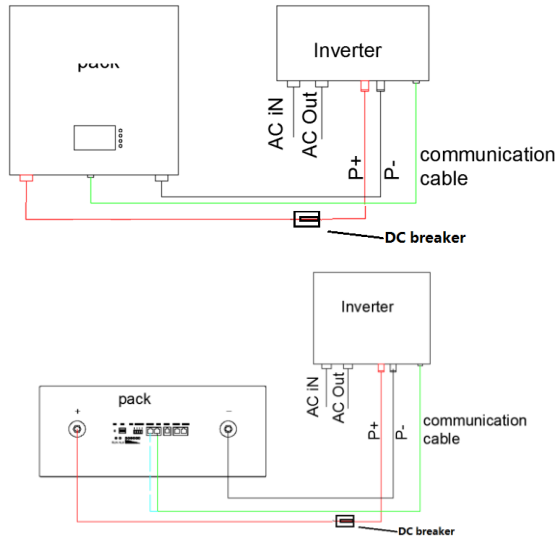 pack
Inverter
AC iN
AC Out
P+
P-
communication
cable
DC breaker
Inverter
AC iN
AC Out
P+
P-
communication
cable
pack
+
−
DC breaker